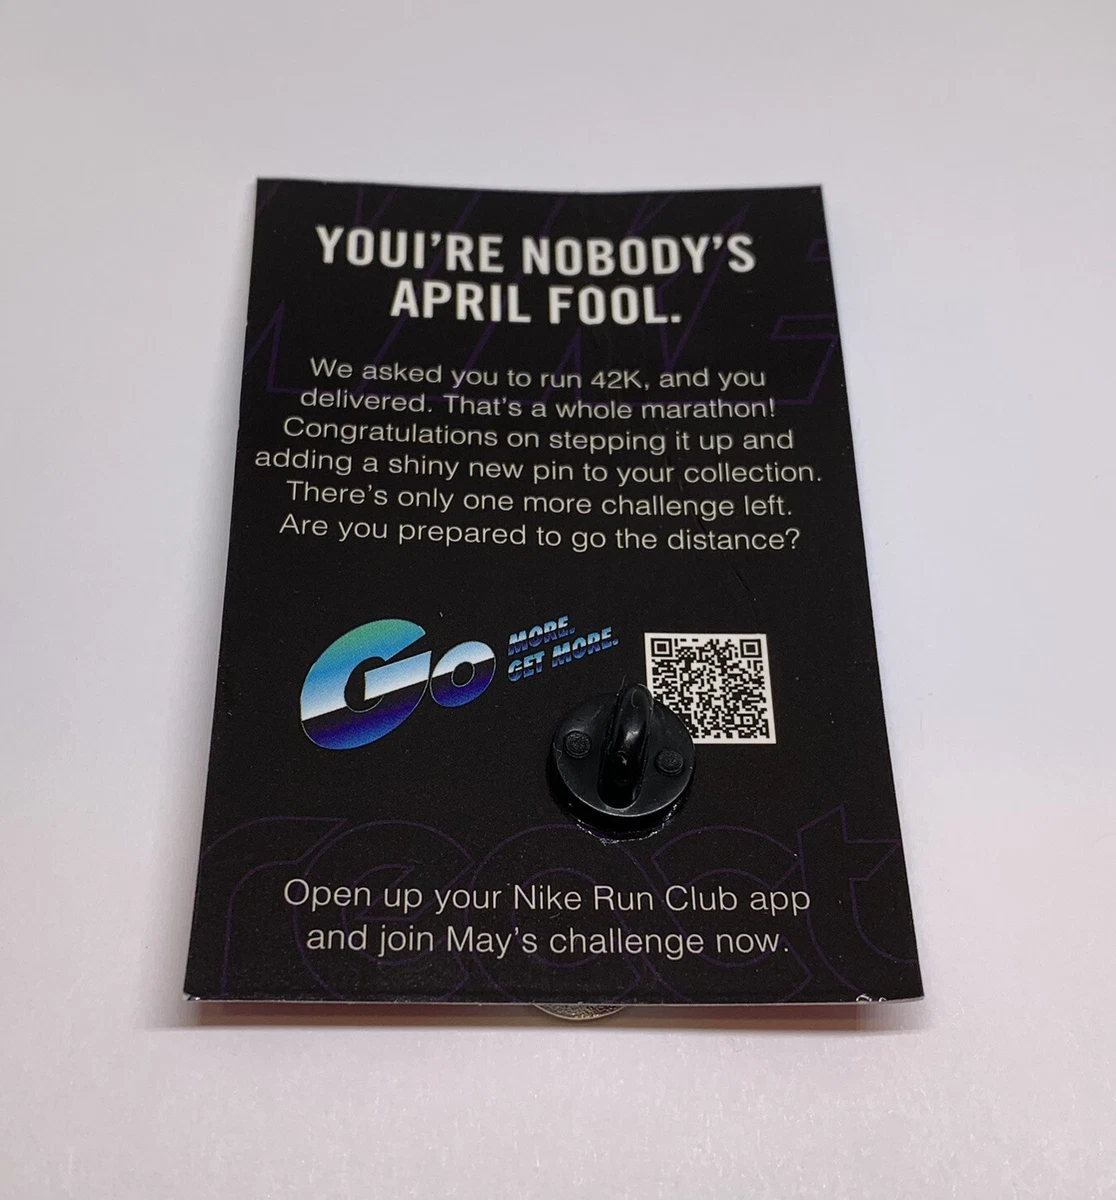 NIKE
YOUI'RE NOBODY'S
APRIL FOOL.
We asked you to run 42K, and you
delivered. That's a whole marathon!
Congratulations on stepping it up and
adding a shiny new pin to your collection.
There's only one more challenge left.
Are you prepared to go the distance?
Go
MORE.
GET MORE.
react
Open up your Nike Run Club app
and join May's challenge now.